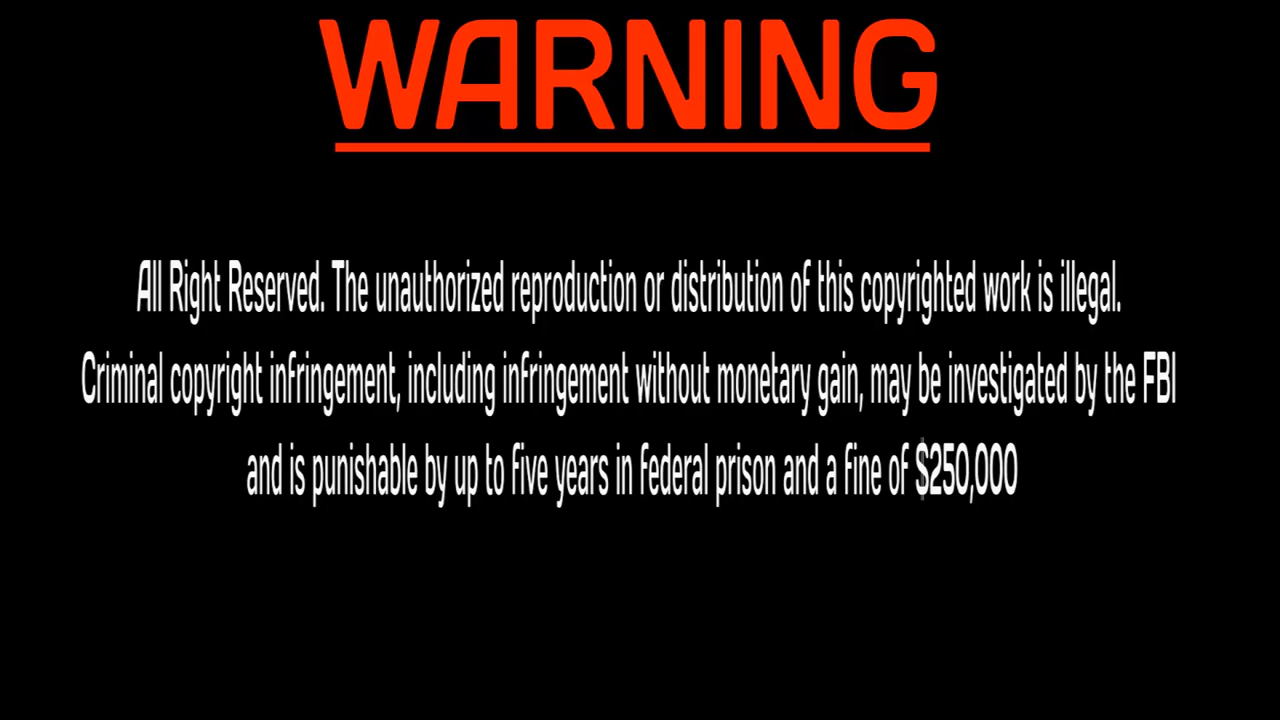 WARNING
All Right Reserved. The unauthorized reproduction or distribution of this copyrighted work is illegal.
Criminal copyright infringement, including infringement without monetary gain, may be investigated by the FBI
and is punishable by up to five years in federal prison and a fine of $250,000